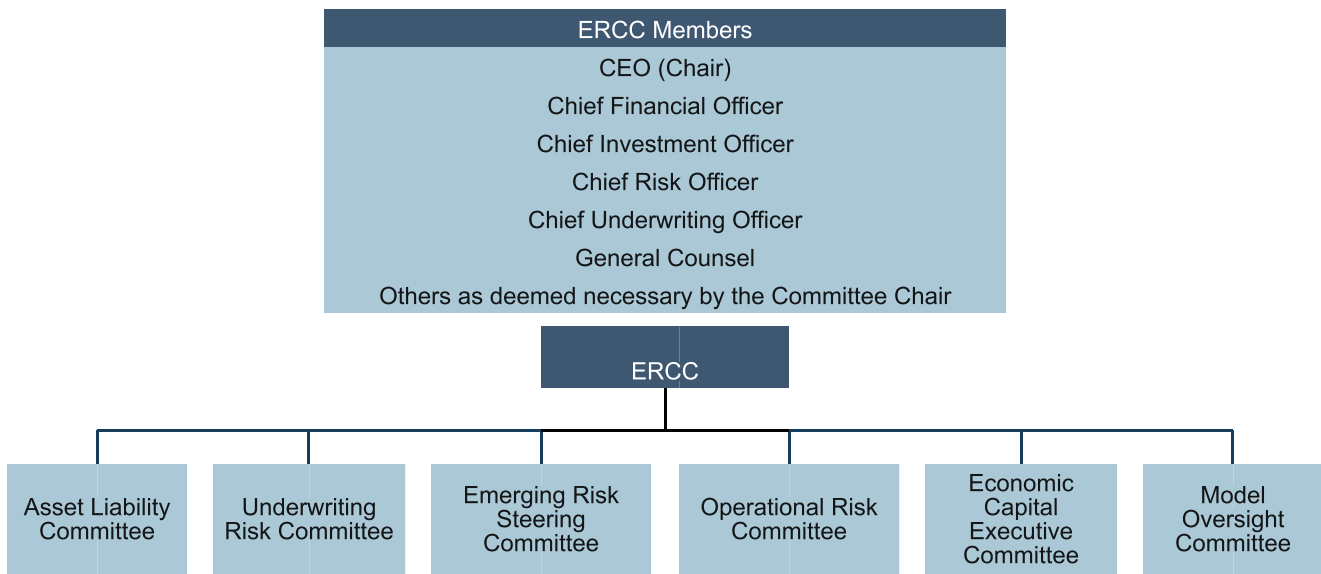 ERCC Members
CEO (Chair)
Chief Financial Officer
Chief Investment Officer
Chief Risk Officer
Chief Underwriting Officer
General Counsel
Others as deemed necessary by the Committee Chair
ERCC
Asset Liability
Committee
Underwriting
Risk Committee
Emerging Risk
Steering
Committee
Operational Risk
Committee
Economic
Capital
Executive
Committee
Model
Oversight
Committee